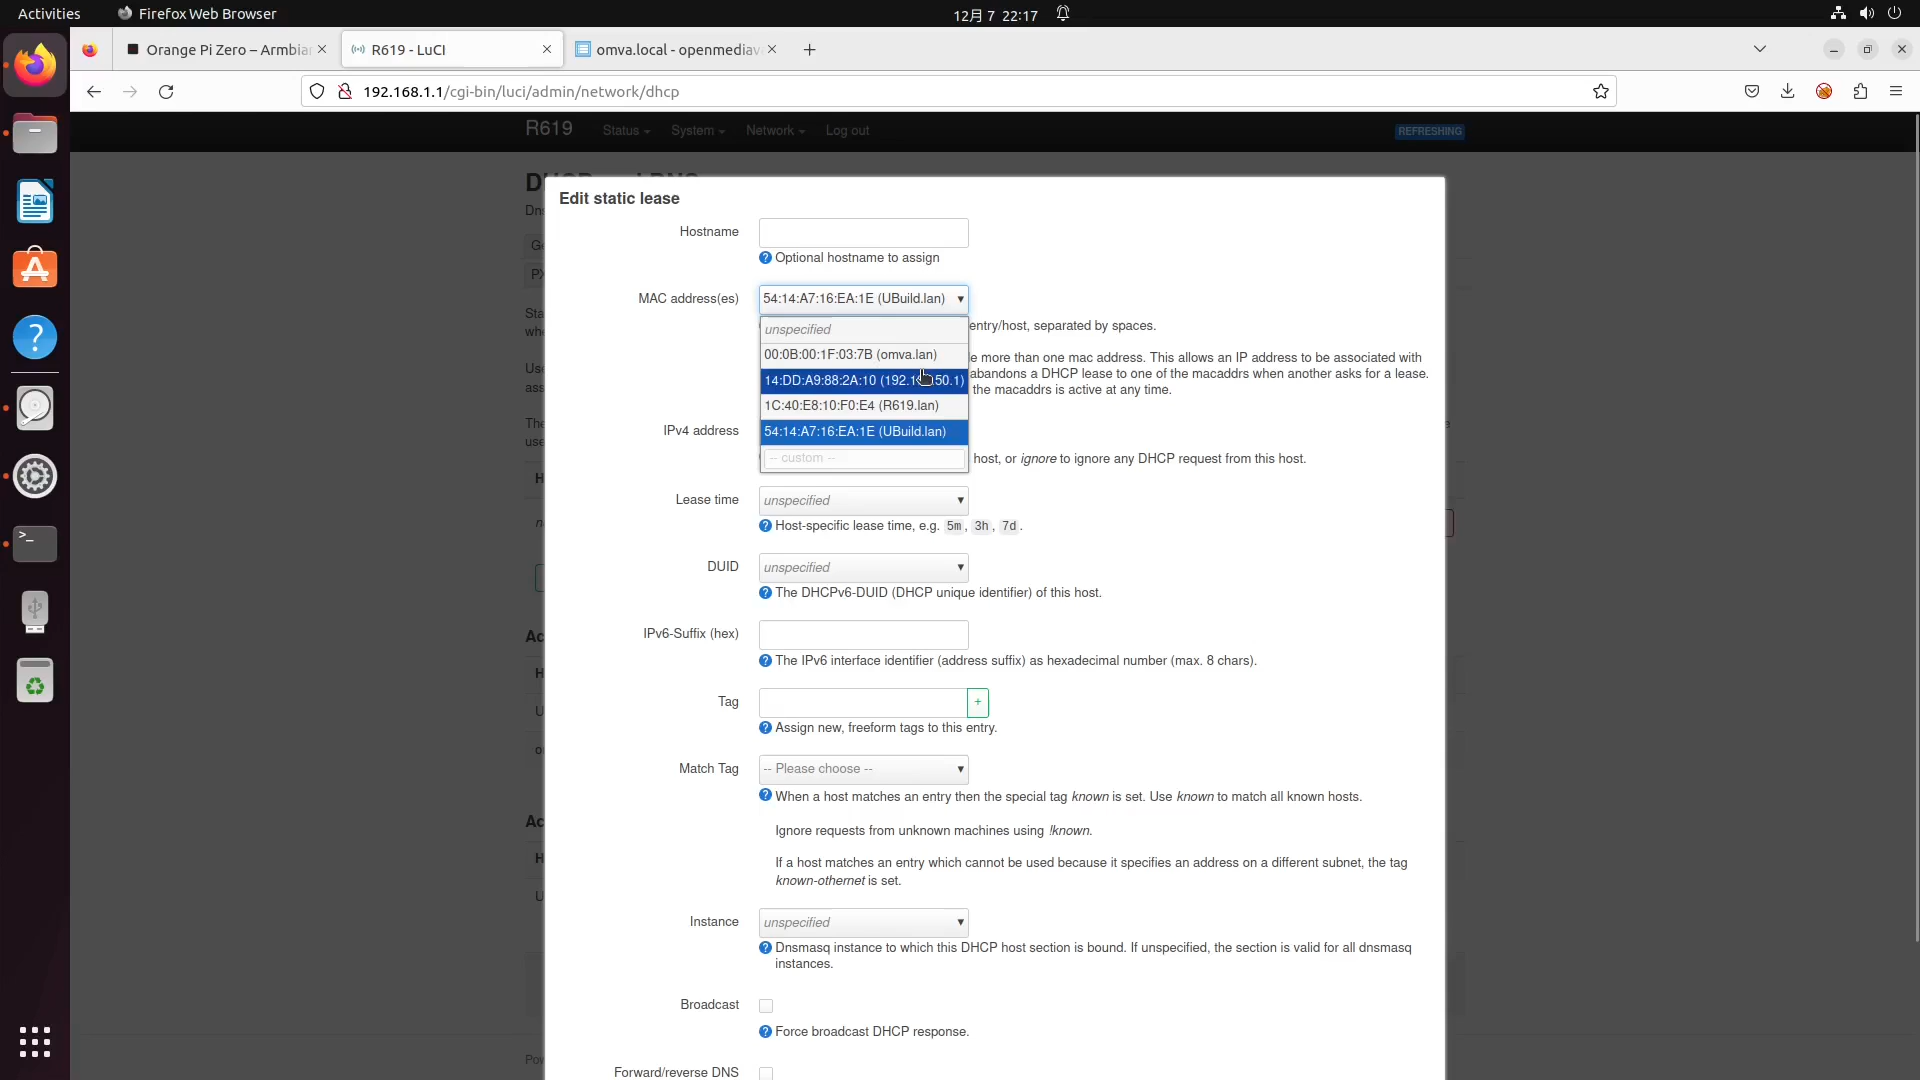 Activities
Firefox Web Browser
12月 7 22:17
Orange Pi Zero – Armbian
R619 - LuCI
omva.local - openmediav
192.168.1.1/cgi-bin/luci/admin/network/dhcp
R619
Status
System
Network
Log out
REFRESHING
Edit static lease
Hostname
Optional hostname to assign
MAC address(es)
54:14:A7:16:EA:1E (UBuild.lan)
unspecified
entry/host, separated by spaces.
00:0B:00:1F:03:7B (omva.lan)
e more than one mac address. This allows an IP address to be associated with
14:DD:A9:88:2A:10 (192.1 50.1)
abandons a DHCP lease to one of the macaddrs when another asks for a lease.
the macaddrs is active at any time.
1C:40:E8:10:F0:E4 (R619.lan)
IPv4 address
54:14:A7:16:EA:1E (UBuild.lan)
-- custom --
host, or ignore to ignore any DHCP request from this host.
Lease time
unspecified
Host-specific lease time, e.g. 5m, 3h, 7d.
DUID
unspecified
The DHCPv6-DUID (DHCP unique identifier) of this host.
IPv6-Suffix (hex)
The IPv6 interface identifier (address suffix) as hexadecimal number (max. 8 chars).
Tag
+
Assign new, freeform tags to this entry.
Match Tag
-- Please choose --
When a host matches an entry then the special tag known is set. Use known to match all known hosts.
Ignore requests from unknown machines using !known.
If a host matches an entry which cannot be used because it specifies an address on a different subnet, the tag
known-othernet is set.
Instance
unspecified
Dnsmasq instance to which this DHCP host section is bound. If unspecified, the section is valid for all dnsmasq
instances.
Broadcast
Force broadcast DHCP response.
Forward/reverse DNS